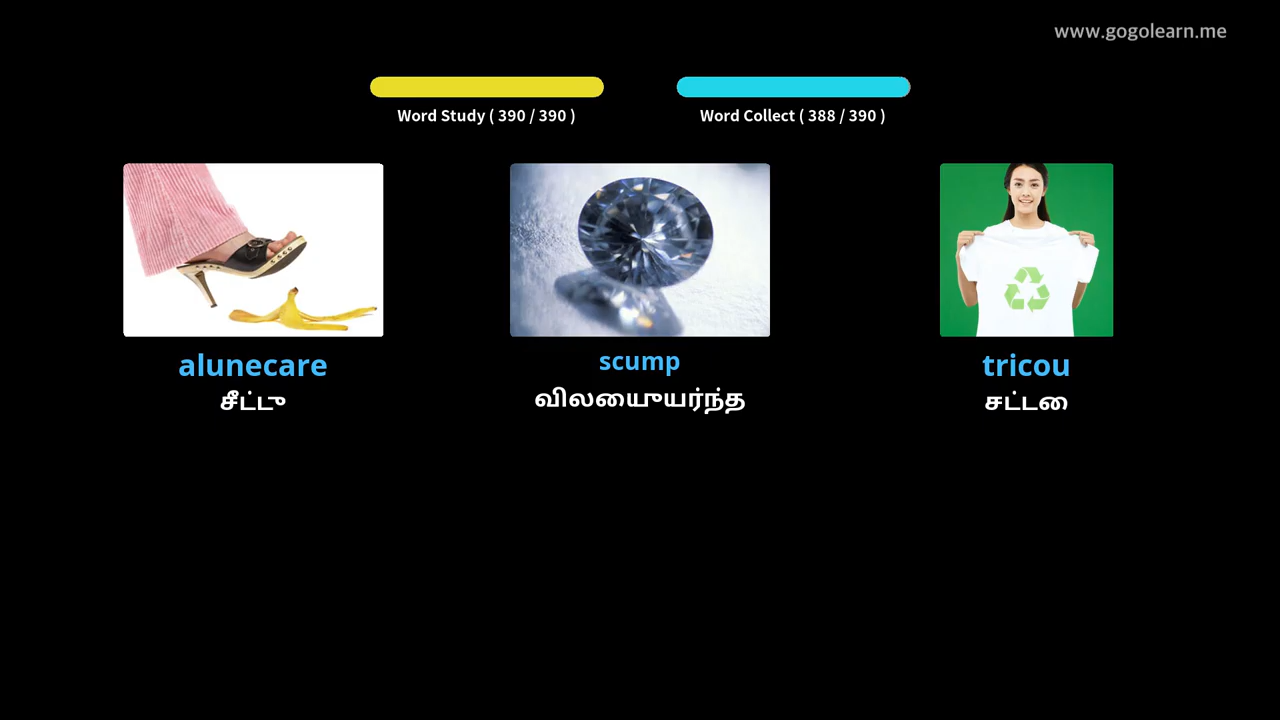 www.gogolearn.me
Word Study ( 390 / 390 )
Word Collect ( 388 / 390 )
alunecare
scump
tricou
சீட்டு
விலையுயர்ந்த
சட்டை